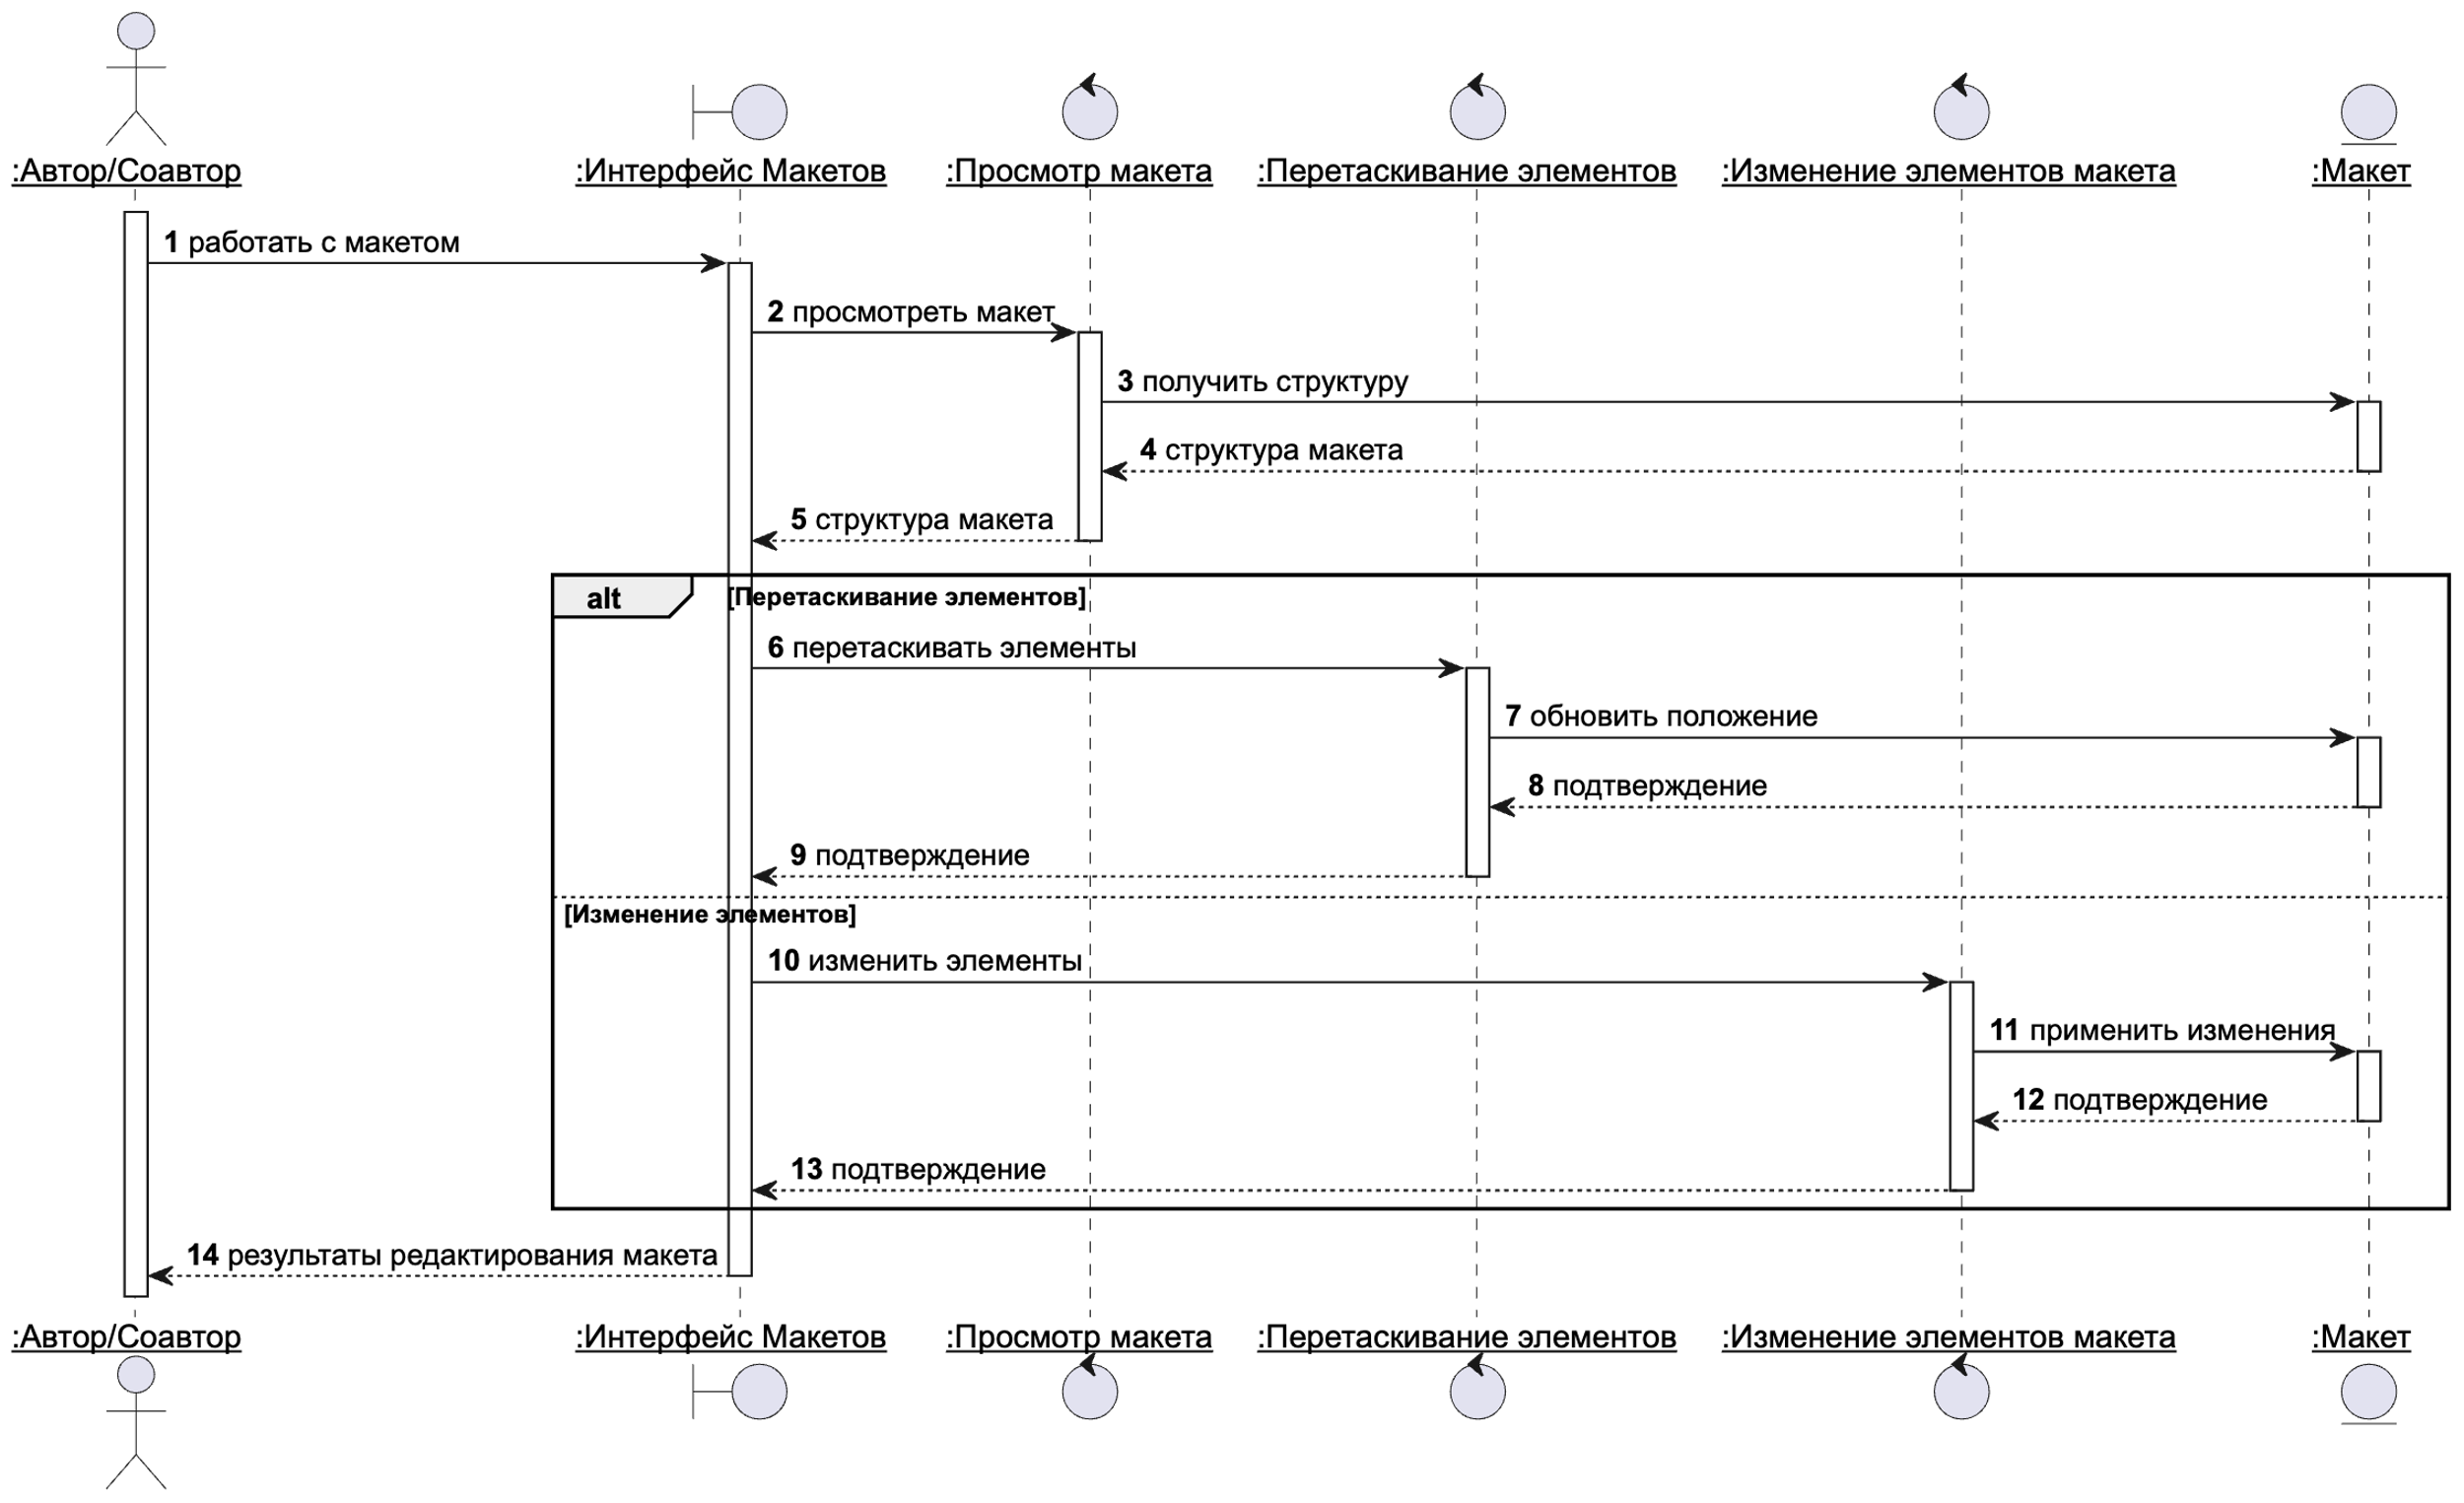 :Автор/Соавтор :Интерфейс Макетов :Просмотр макета :Перетаскивание элементов :Изменение элементов макета :Макет
1 работать с макетом
2 просмотреть макет
3 получить структуру
4 структура макета
5 структура макета
alt [Перетаскивание элементов]
6 перетаскивать элементы
7 обновить положение
8 подтверждение
9 подтверждение
[Изменение элементов]
10 изменить элементы
11 применить изменения
12 подтверждение
13 подтверждение
14 результаты редактирования макета
:Автор/Соавтор :Интерфейс Макетов :Просмотр макета :Перетаскивание элементов :Изменение элементов макета :Макет